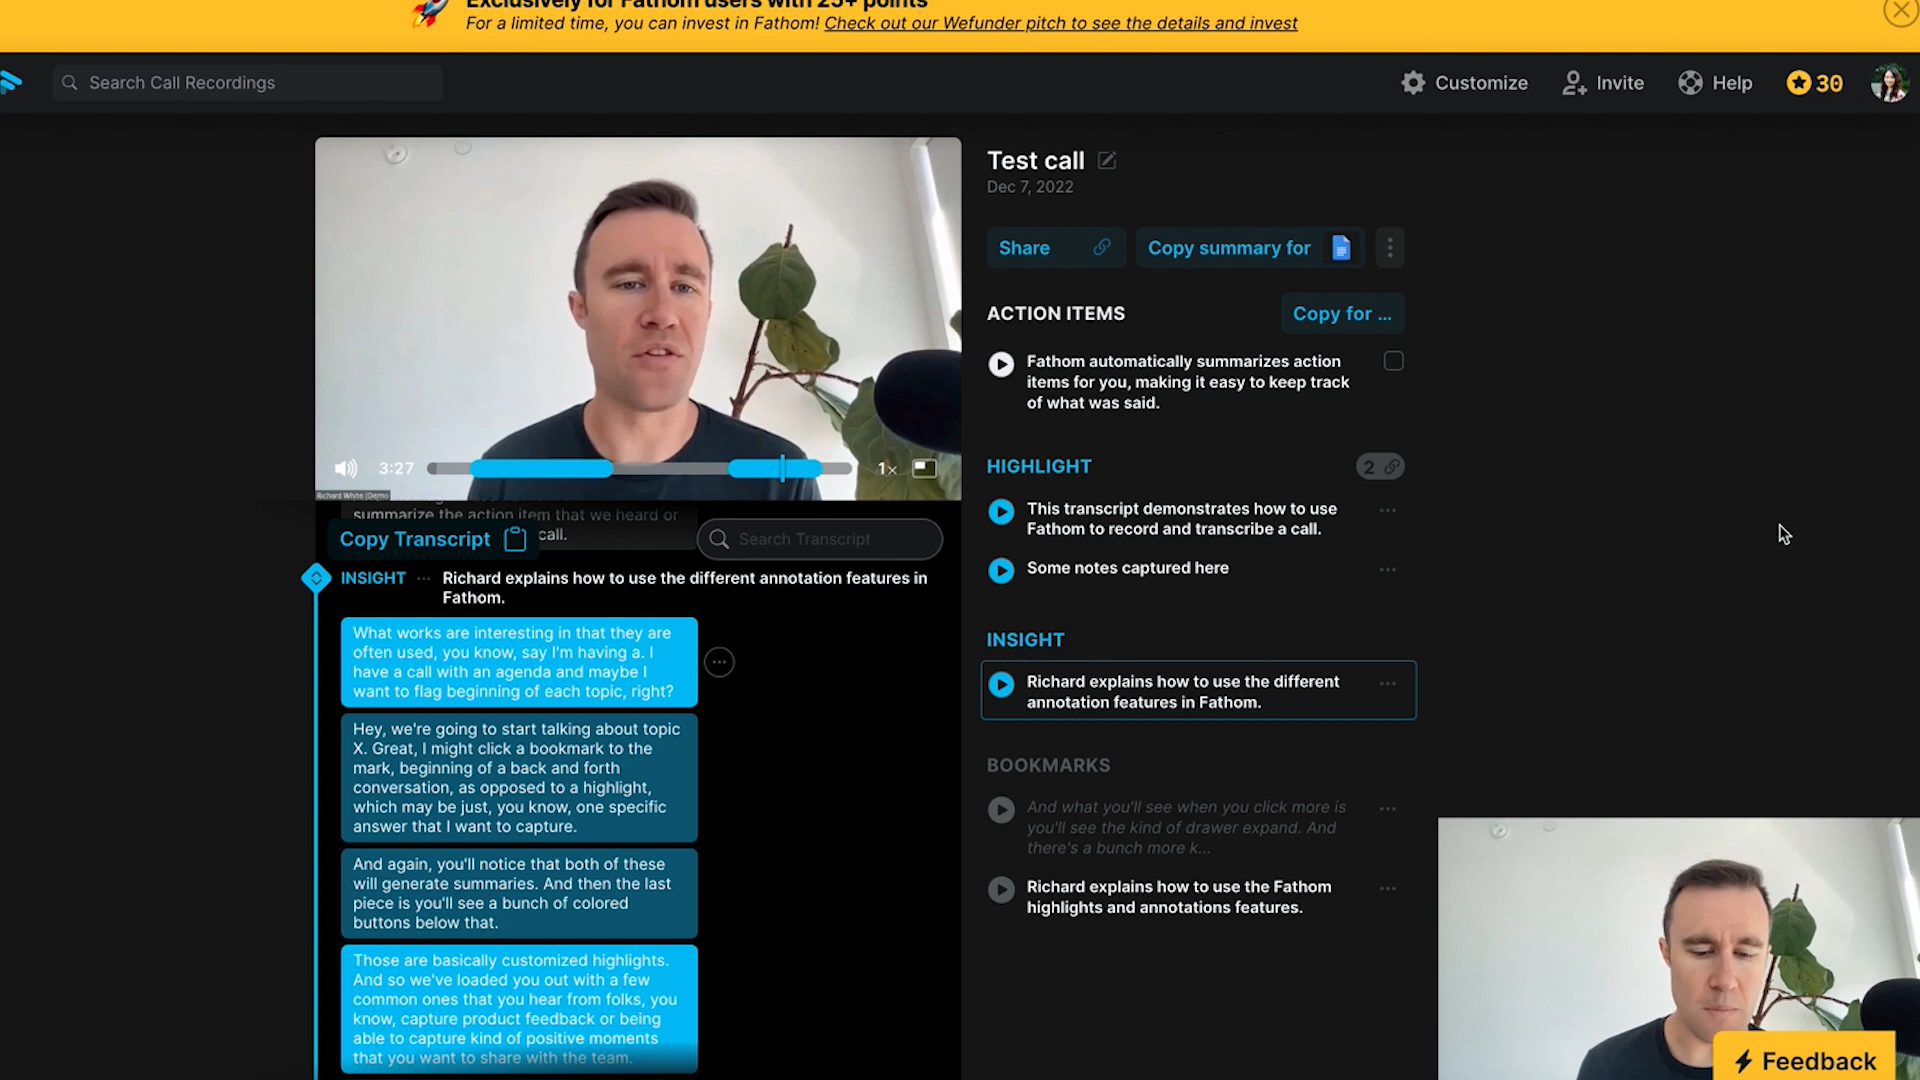 Exclusively for Fathom users with 25+ points
For a limited time, you can invest in Fathom! Check out our Wefunder pitch to see the details and invest
Search Call Recordings
Customize
Invite
Help
30
Test call
Dec 7, 2022
Share
Copy summary for
ACTION ITEMS
Copy for ...
Fathom automatically summarizes action
items for you, making it easy to keep track
of what was said.
HIGHLIGHT
2
This transcript demonstrates how to use
Fathom to record and transcribe a call.
Some notes captured here
INSIGHT
Richard explains how to use the different
annotation features in Fathom.
BOOKMARKS
And what you'll see when you click more is
you'll see the kind of drawer expand. And
there's a bunch more k...
Richard explains how to use the Fathom
highlights and annotations features.
3:27
1x
Richard White (Demo
summarize the action item that we heard or
call.
Copy Transcript
Search Transcript
INSIGHT
Richard explains how to use the different annotation features in
Fathom.
What works are interesting in that they are
often used, you know, say I'm having a. I
have a call with an agenda and maybe I
want to flag beginning of each topic, right?
Hey, we're going to start talking about topic
X. Great, I might click a bookmark to the
mark, beginning of a back and forth
conversation, as opposed to a highlight,
which may be just, you know, one specific
answer that I want to capture.
And again, you'll notice that both of these
will generate summaries. And then the last
piece is you'll see a bunch of colored
buttons below that.
Those are basically customized highlights.
And so we've loaded you out with a few
common ones that you hear from folks, you
know, capture product feedback or being
able to capture kind of positive moments
that you want to share with the team.
Feedback